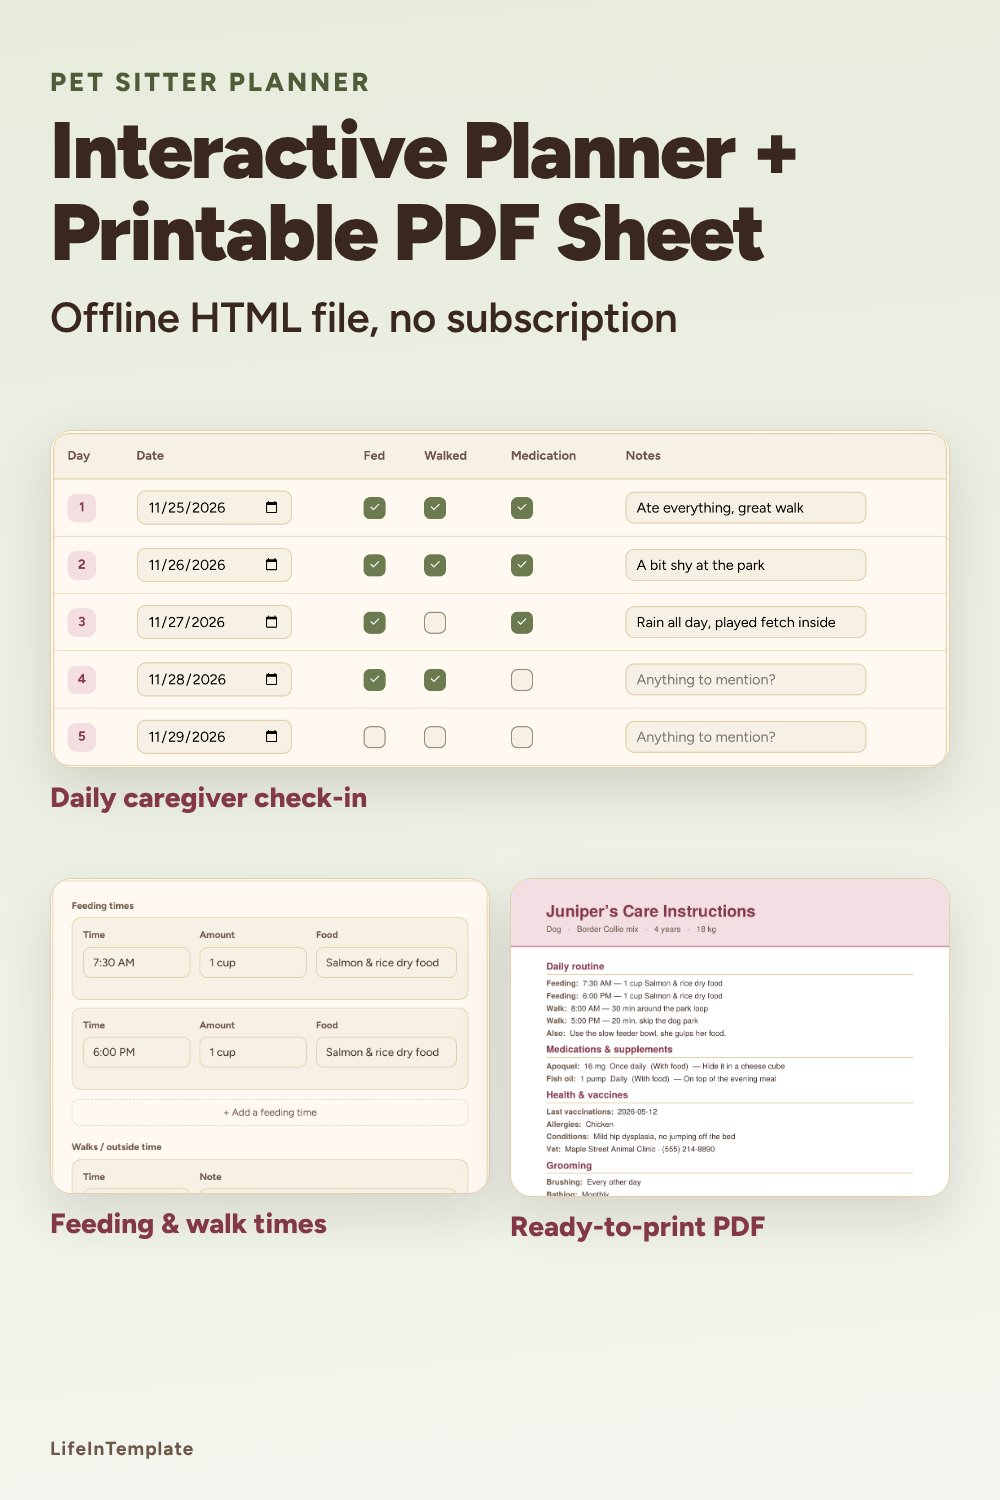 PET SITTER PLANNER
Interactive Planner +
Printable PDF Sheet
Offline HTML file, no subscription
Day Date Fed Walked Medication Notes
1 11/25/2026 Ate everything, great walk
2 11/26/2026 A bit shy at the park
3 11/27/2026 Rain all day, played fetch inside
4 11/28/2026 Anything to mention?
5 11/29/2026 Anything to mention?
Daily caregiver check-in
Feeding times
Time Amount Food
7:30 AM 1 cup Salmon & rice dry food
Time Amount Food
6:00 PM 1 cup Salmon & rice dry food
+ Add a feeding time
Walks / outside time
Time Note
Feeding & walk times
Juniper's Care Instructions
Dog · Border Collie mix · 4 years · 18 kg
Daily routine
Feeding: 7:30 AM — 1 cup Salmon & rice dry food
Feeding: 6:00 PM — 1 cup Salmon & rice dry food
Walk: 8:00 AM — 30 min around the park loop
Walk: 5:00 PM — 20 min, skip the dog park
Also: Use the slow feeder bowl, she gulps her food.
Medications & supplements
Apoquel: 16 mg Once daily (With food) — Hide it in a cheese cube
Fish oil: 1 pump Daily (With food) — On top of the evening meal
Health & vaccines
Last vaccinations: 2026-05-12
Allergies: Chicken
Conditions: Mild hip dysplasia, no jumping off the bed
Vet: Maple Street Animal Clinic · (555) 214-8890
Grooming
Brushing: Every other day
Bathing: Monthly
Ready-to-print PDF
LifeInTemplate